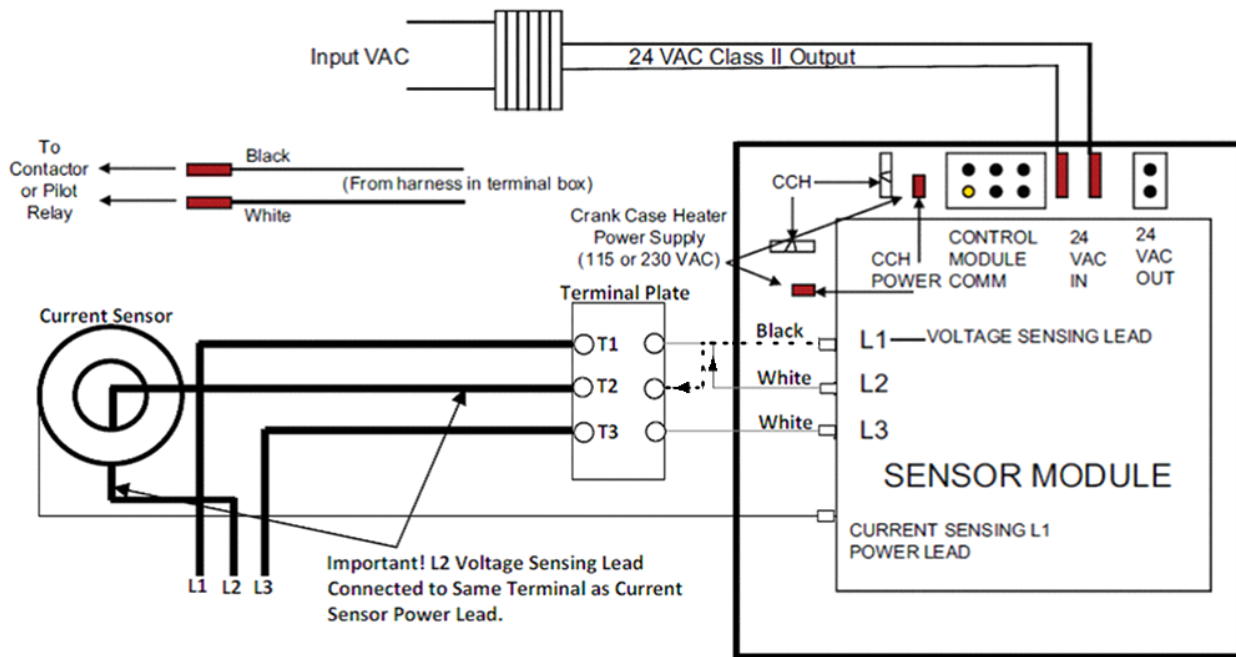 Input VAC
24 VAC Class II Output
To
Contactor
or Pilot
Relay
Black
(From harness in terminal box)
White
CCH
Crank Case Heater
Power Supply
(115 or 230 VAC)
CCH
POWER
CONTROL
MODULE
COMM
24
VAC
IN
24
VAC
OUT
Current Sensor
Terminal Plate
T1
T2
T3
Black
White
White
L1
VOLTAGE SENSING LEAD
L2
L3
SENSOR MODULE
CURRENT SENSING L1
POWER LEAD
Important! L2 Voltage Sensing Lead
Connected to Same Terminal as Current
Sensor Power Lead.
L1
L2
L3